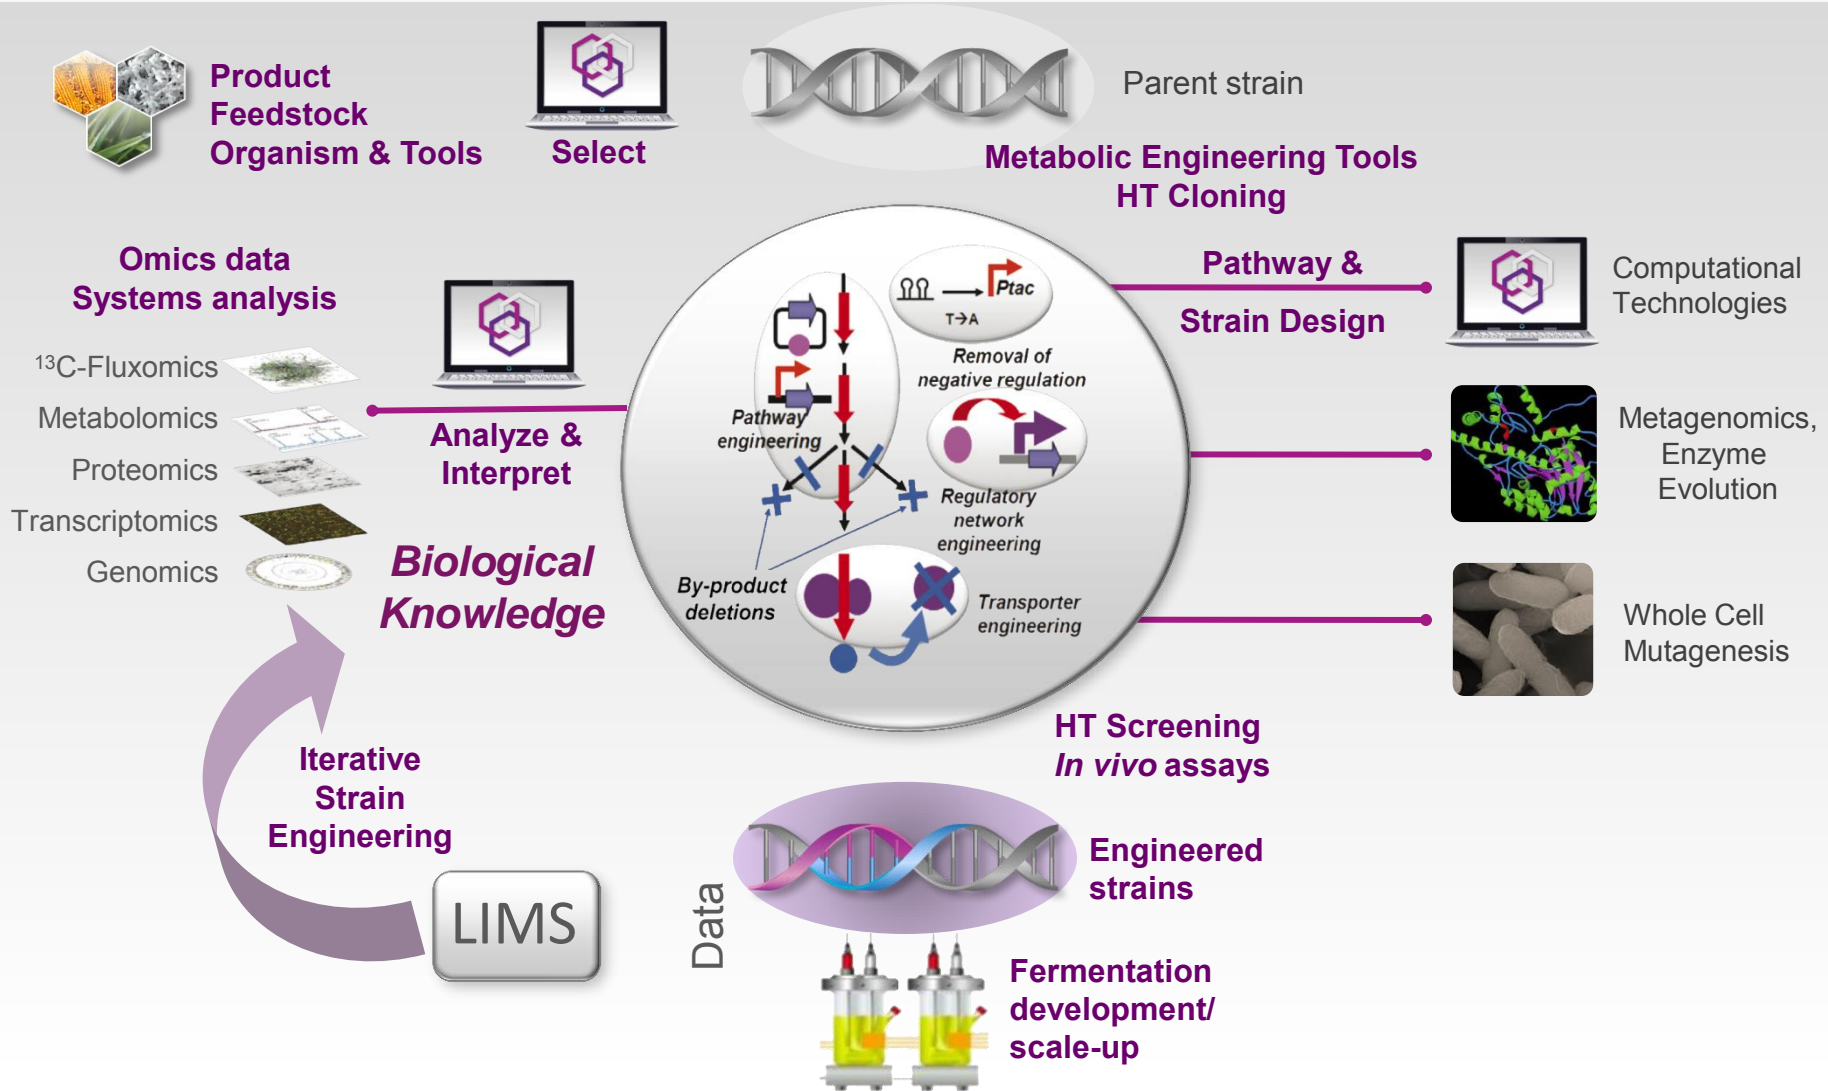 Product
Feedstock
Organism & Tools
Select
Parent strain
Metabolic Engineering Tools
HT Cloning
Omics data
Systems analysis
¹³C-Fluxomics
Metabolomics
Proteomics
Transcriptomics
Genomics
Analyze &
Interpret
Biological
Knowledge
Ptac
T→A
Removal of
negative regulation
Pathway
engineering
Regulatory
network
engineering
By-product
deletions
Transporter
engineering
Pathway &
Strain Design
Computational
Technologies
Metagenomics,
Enzyme
Evolution
Whole Cell
Mutagenesis
HT Screening
In vivo assays
Iterative
Strain
Engineering
LIMS
Data
Engineered
strains
Fermentation
development/
scale-up